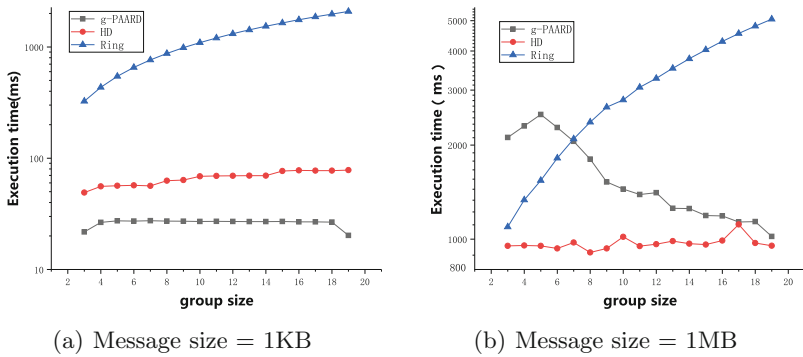 g-PAARD
HD
Ring
Execution time(ms)
1000
100
10
2 4 6 8 10 12 14 16 18 20
group size
(a) Message size = 1KB
g-PAARD
HD
Ring
Execution time ( ms )
5000
4000
3000
2000
1000
800
2 4 6 8 10 12 14 16 18 20
group size
(b) Message size = 1MB